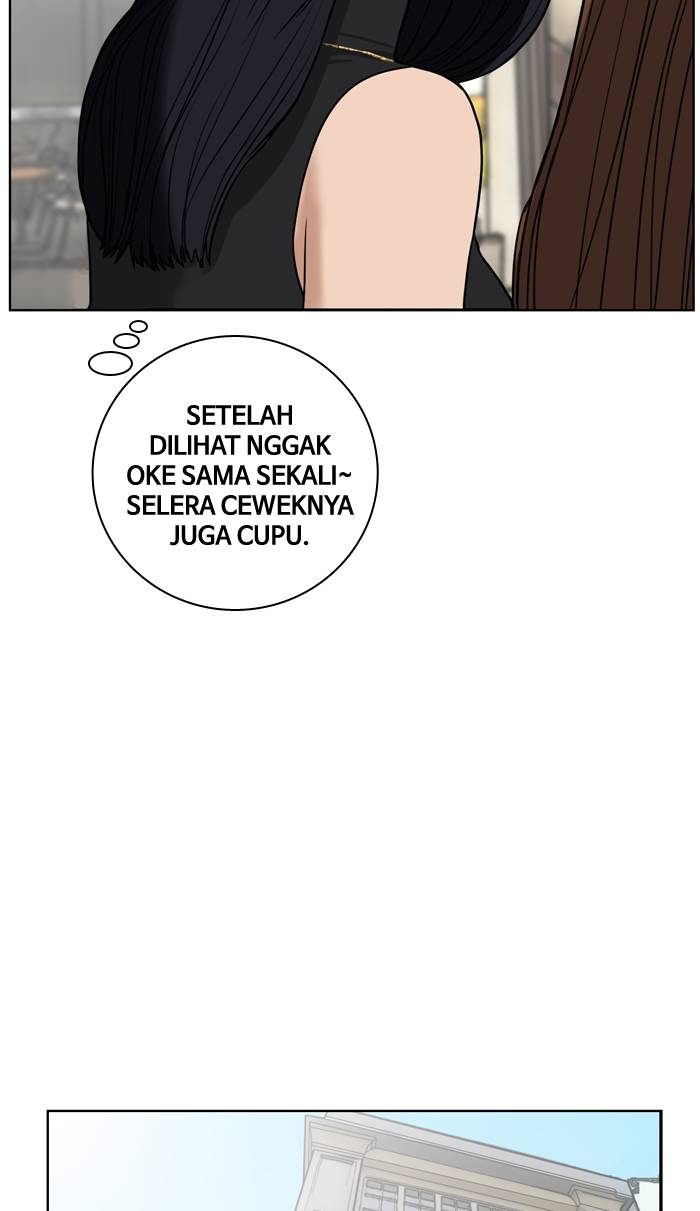 SETELAH
DILIHAT NGGAK
OKE SAMA SEKALI~
SELERA CEWEKNYA
JUGA CUPU.